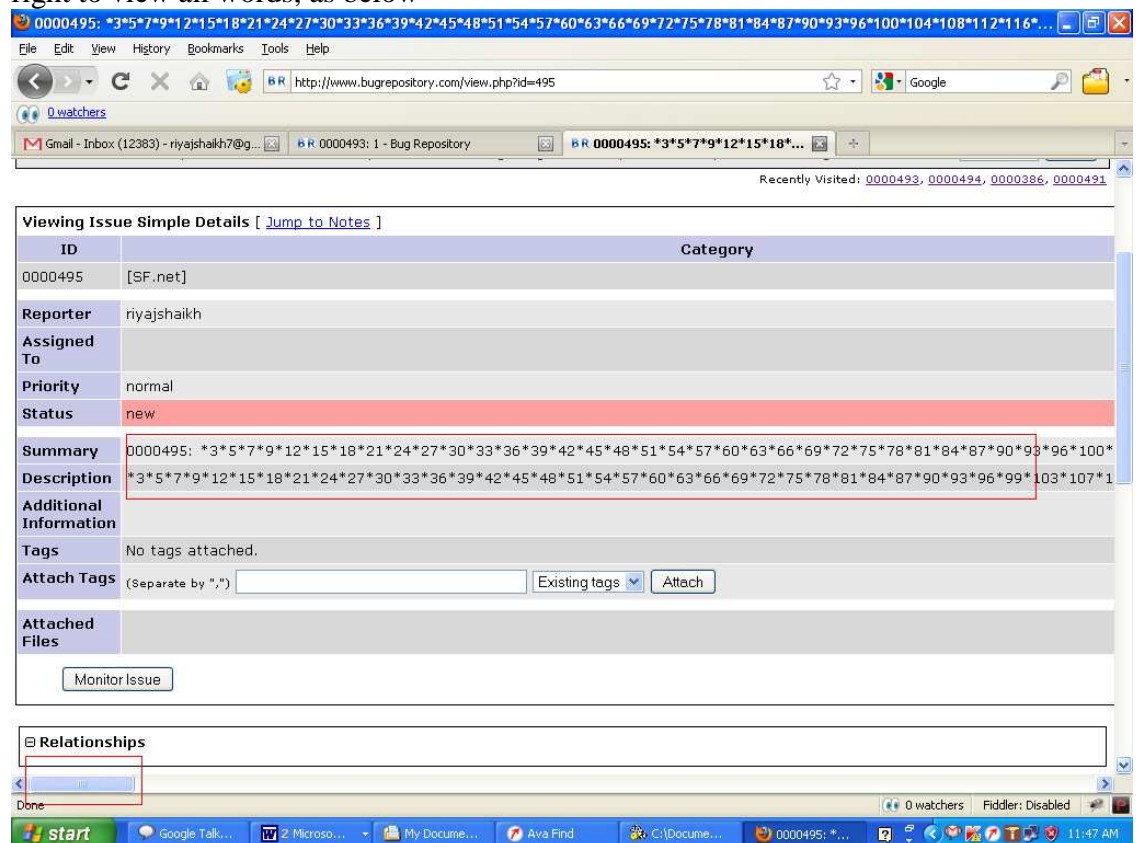 right to view all words, as below
0000495: *3*5*7*9*12*15*18*21*24*27*30*33*36*39*42*45*48*51*54*57*60*63*66*69*72*75*78*81*84*87*90*93*96*100*104*108*112*116*...
File Edit View History Bookmarks Tools Help
BR http://www.bugrepository.com/view.php?id=495 Google
0 watchers
Gmail - Inbox (12383) - riyajshaikh7@g... BR 0000493: 1 - Bug Repository BR 0000495: *3*5*7*9*12*15*18*...
Recently Visited: 0000493, 0000494, 0000386, 0000491
Viewing Issue Simple Details [ Jump to Notes ]
ID Category
0000495 [SF.net]
Reporter riyajshaikh
Assigned
To
Priority normal
Status new
Summary 0000495: *3*5*7*9*12*15*18*21*24*27*30*33*36*39*42*45*48*51*54*57*60*63*66*69*72*75*78*81*84*87*90*93*96*100*
Description *3*5*7*9*12*15*18*21*24*27*30*33*36*39*42*45*48*51*54*57*60*63*66*69*72*75*78*81*84*87*90*93*96*99*103*107*1
Additional
Information
Tags No tags attached.
Attach Tags (Separate by ",") Existing tags Attach
Attached
Files
Monitor Issue
Relationships
Done 0 watchers Fiddler: Disabled
start Google Talk... 2 Microso... My Docume... Ava Find C:\Docume... 0000495: *... 11:47 AM